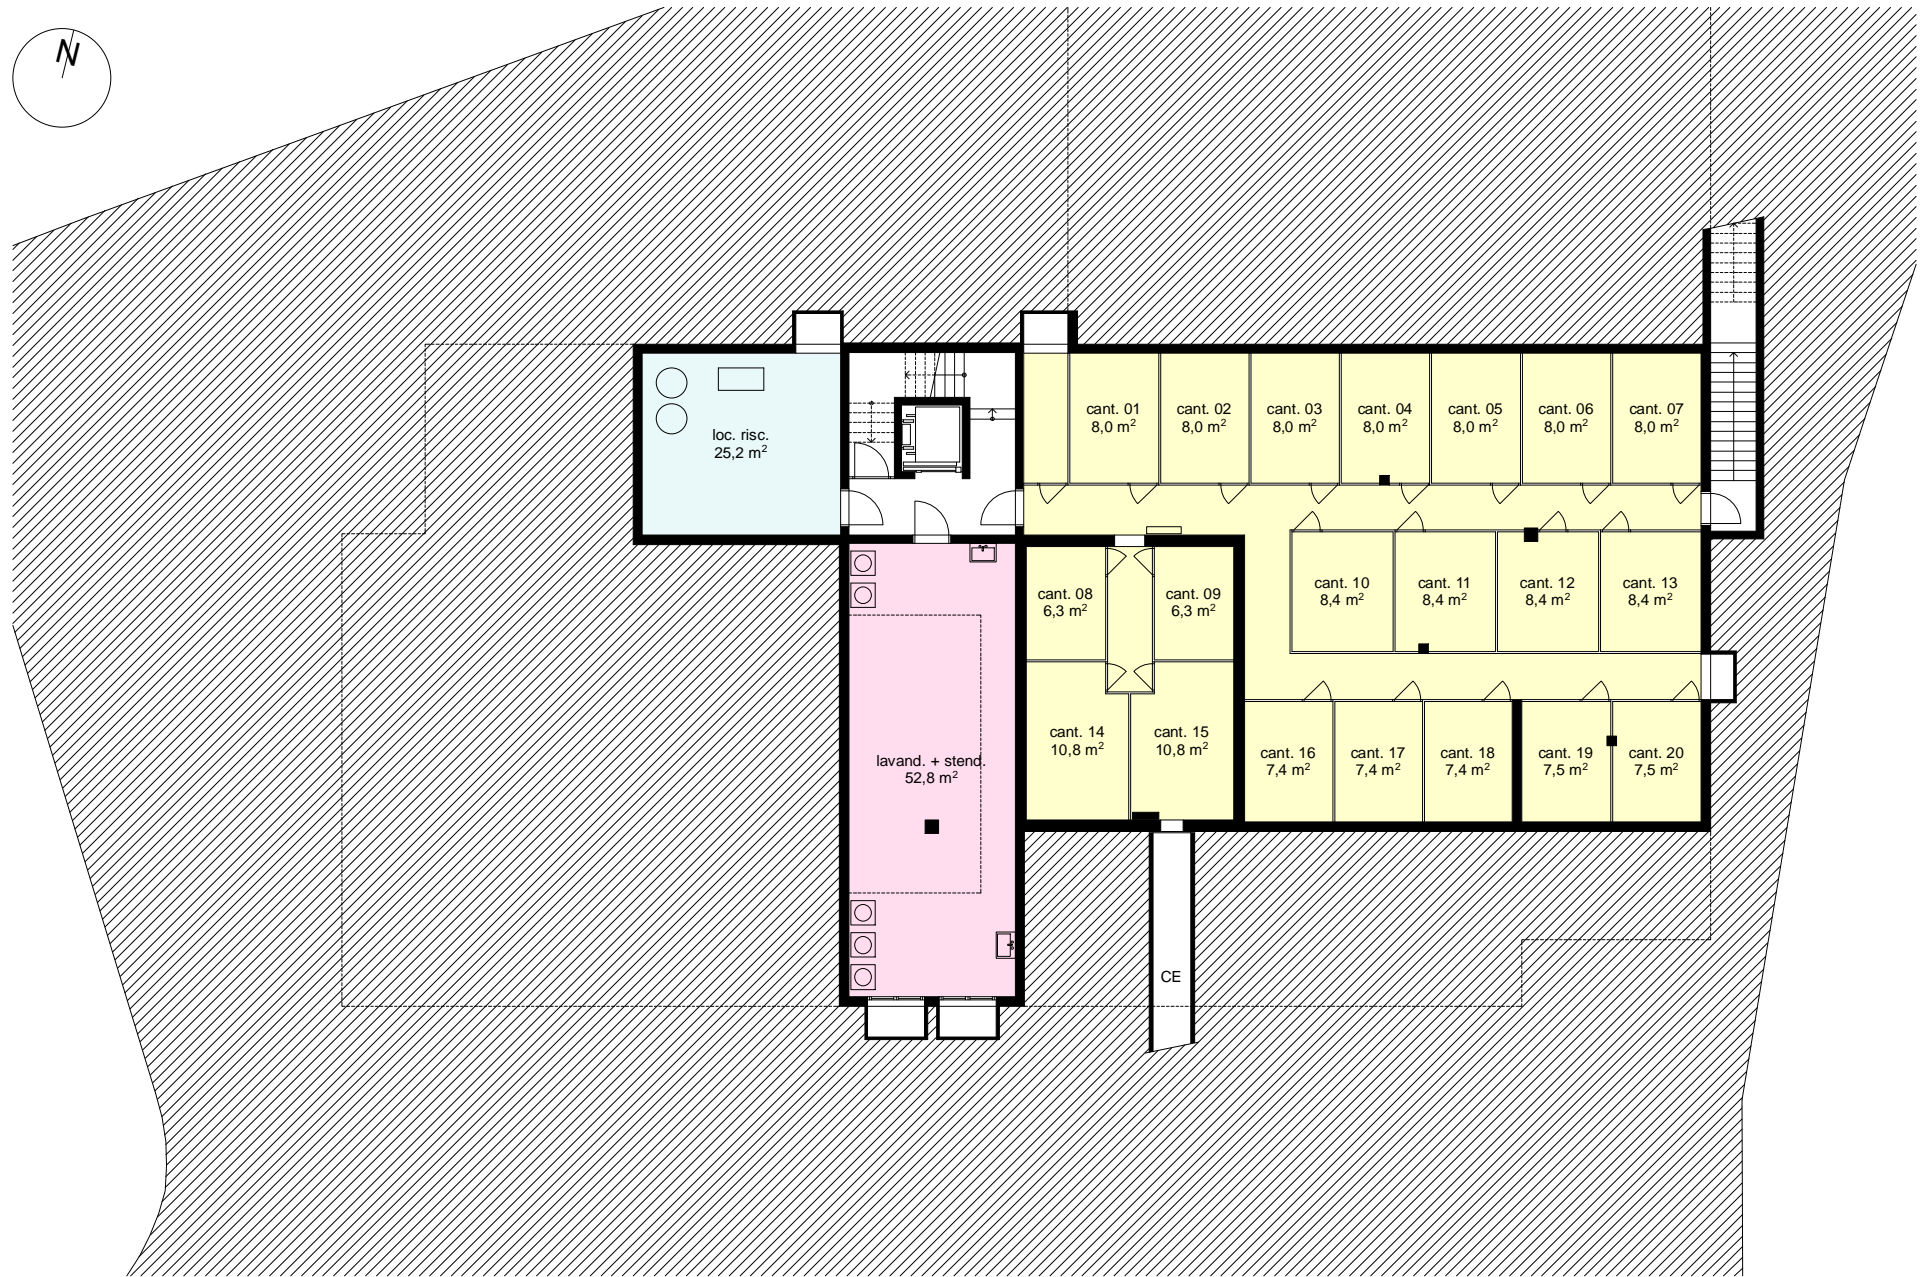 N
cant. 01
8,0 m²
cant. 02
8,0 m²
cant. 03
8,0 m²
cant. 04
8,0 m²
cant. 05
8,0 m²
cant. 06
8,0 m²
cant. 07
8,0 m²
loc. risc.
25,2 m²
cant. 08
6,3 m²
cant. 09
6,3 m²
cant. 10
8,4 m²
cant. 11
8,4 m²
cant. 12
8,4 m²
cant. 13
8,4 m²
cant. 14
10,8 m²
cant. 15
10,8 m²
cant. 16
7,4 m²
cant. 17
7,4 m²
cant. 18
7,4 m²
cant. 19
7,5 m²
cant. 20
7,5 m²
lavand. + stend.
52,8 m²
CE